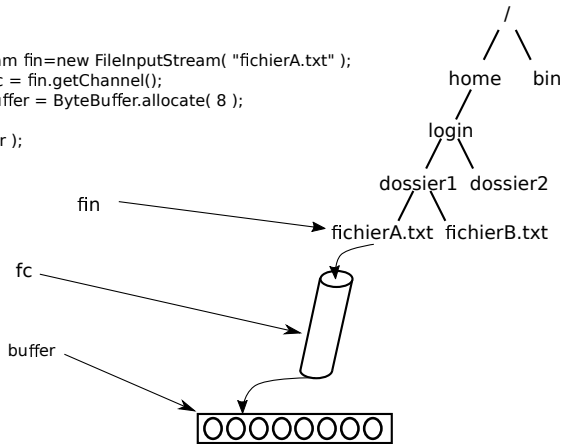 /
am fin=new FileInputStream( "fichierA.txt" );
c = fin.getChannel();
uffer = ByteBuffer.allocate( 8 );
r );
home bin
login
dossier1 dossier2
fin
fichierA.txt fichierB.txt
fc
buffer